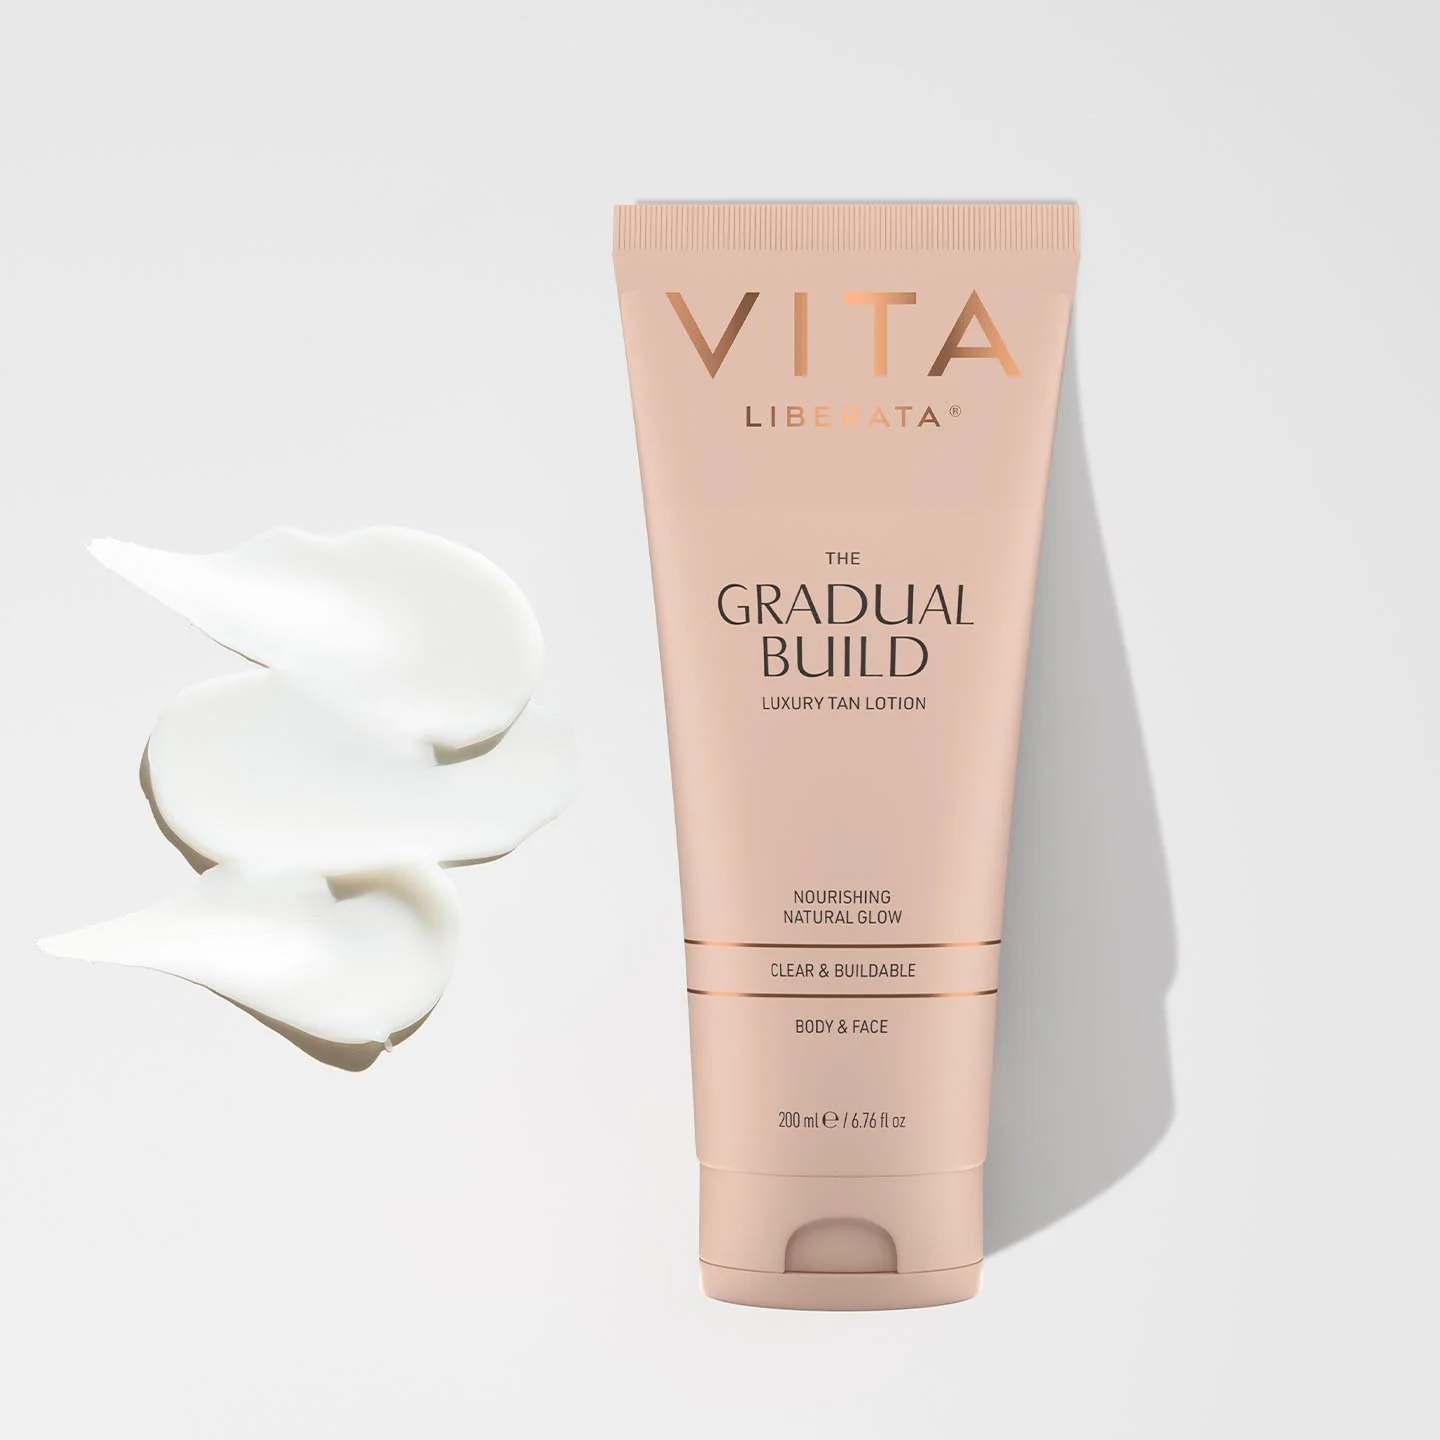 VITA
LIBERATA®
THE
GRADUAL
BUILD
LUXURY TAN LOTION
NOURISHING
NATURAL GLOW
CLEAR & BUILDABLE
BODY & FACE
200 ml ℮ / 6.76 fl oz